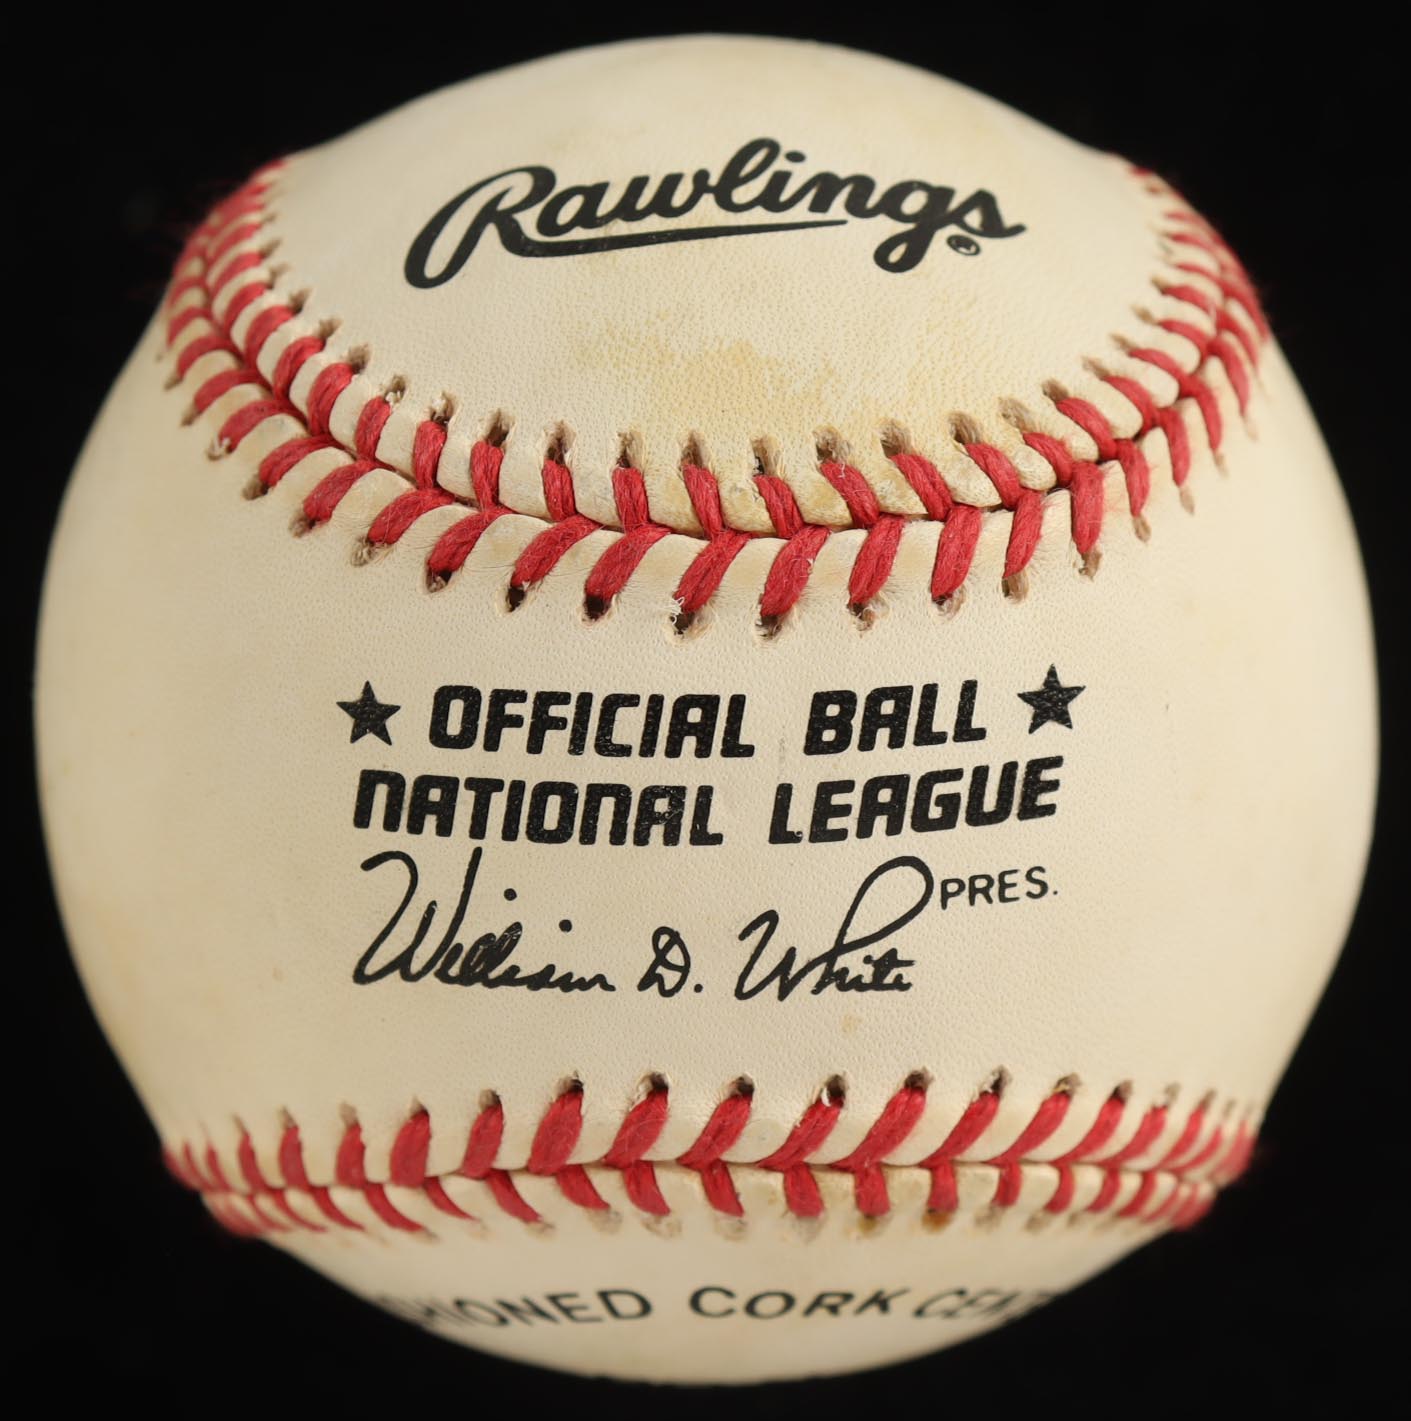 Rawlings ®
★ OFFICIAL BALL ★
NATIONAL LEAGUE
William D. White PRES.
CORK